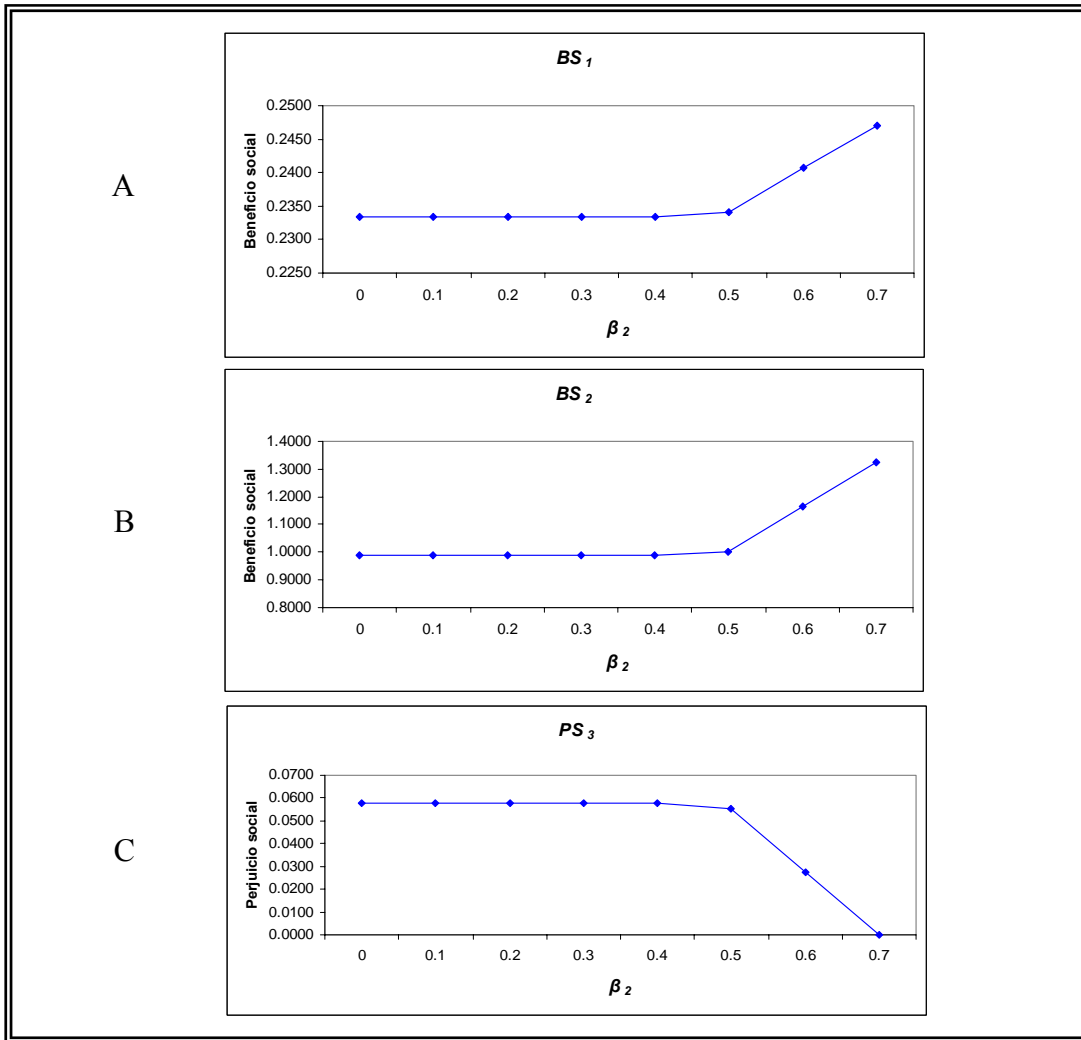 A
BS 1
Beneficio social
0.2500
0.2450
0.2400
0.2350
0.2300
0.2250
0 0.1 0.2 0.3 0.4 0.5 0.6 0.7
β 2
B
BS 2
Beneficio social
1.4000
1.3000
1.2000
1.1000
1.0000
0.9000
0.8000
0 0.1 0.2 0.3 0.4 0.5 0.6 0.7
β 2
C
PS 3
Perjuicio social
0.0700
0.0600
0.0500
0.0400
0.0300
0.0200
0.0100
0.0000
0 0.1 0.2 0.3 0.4 0.5 0.6 0.7
β 2